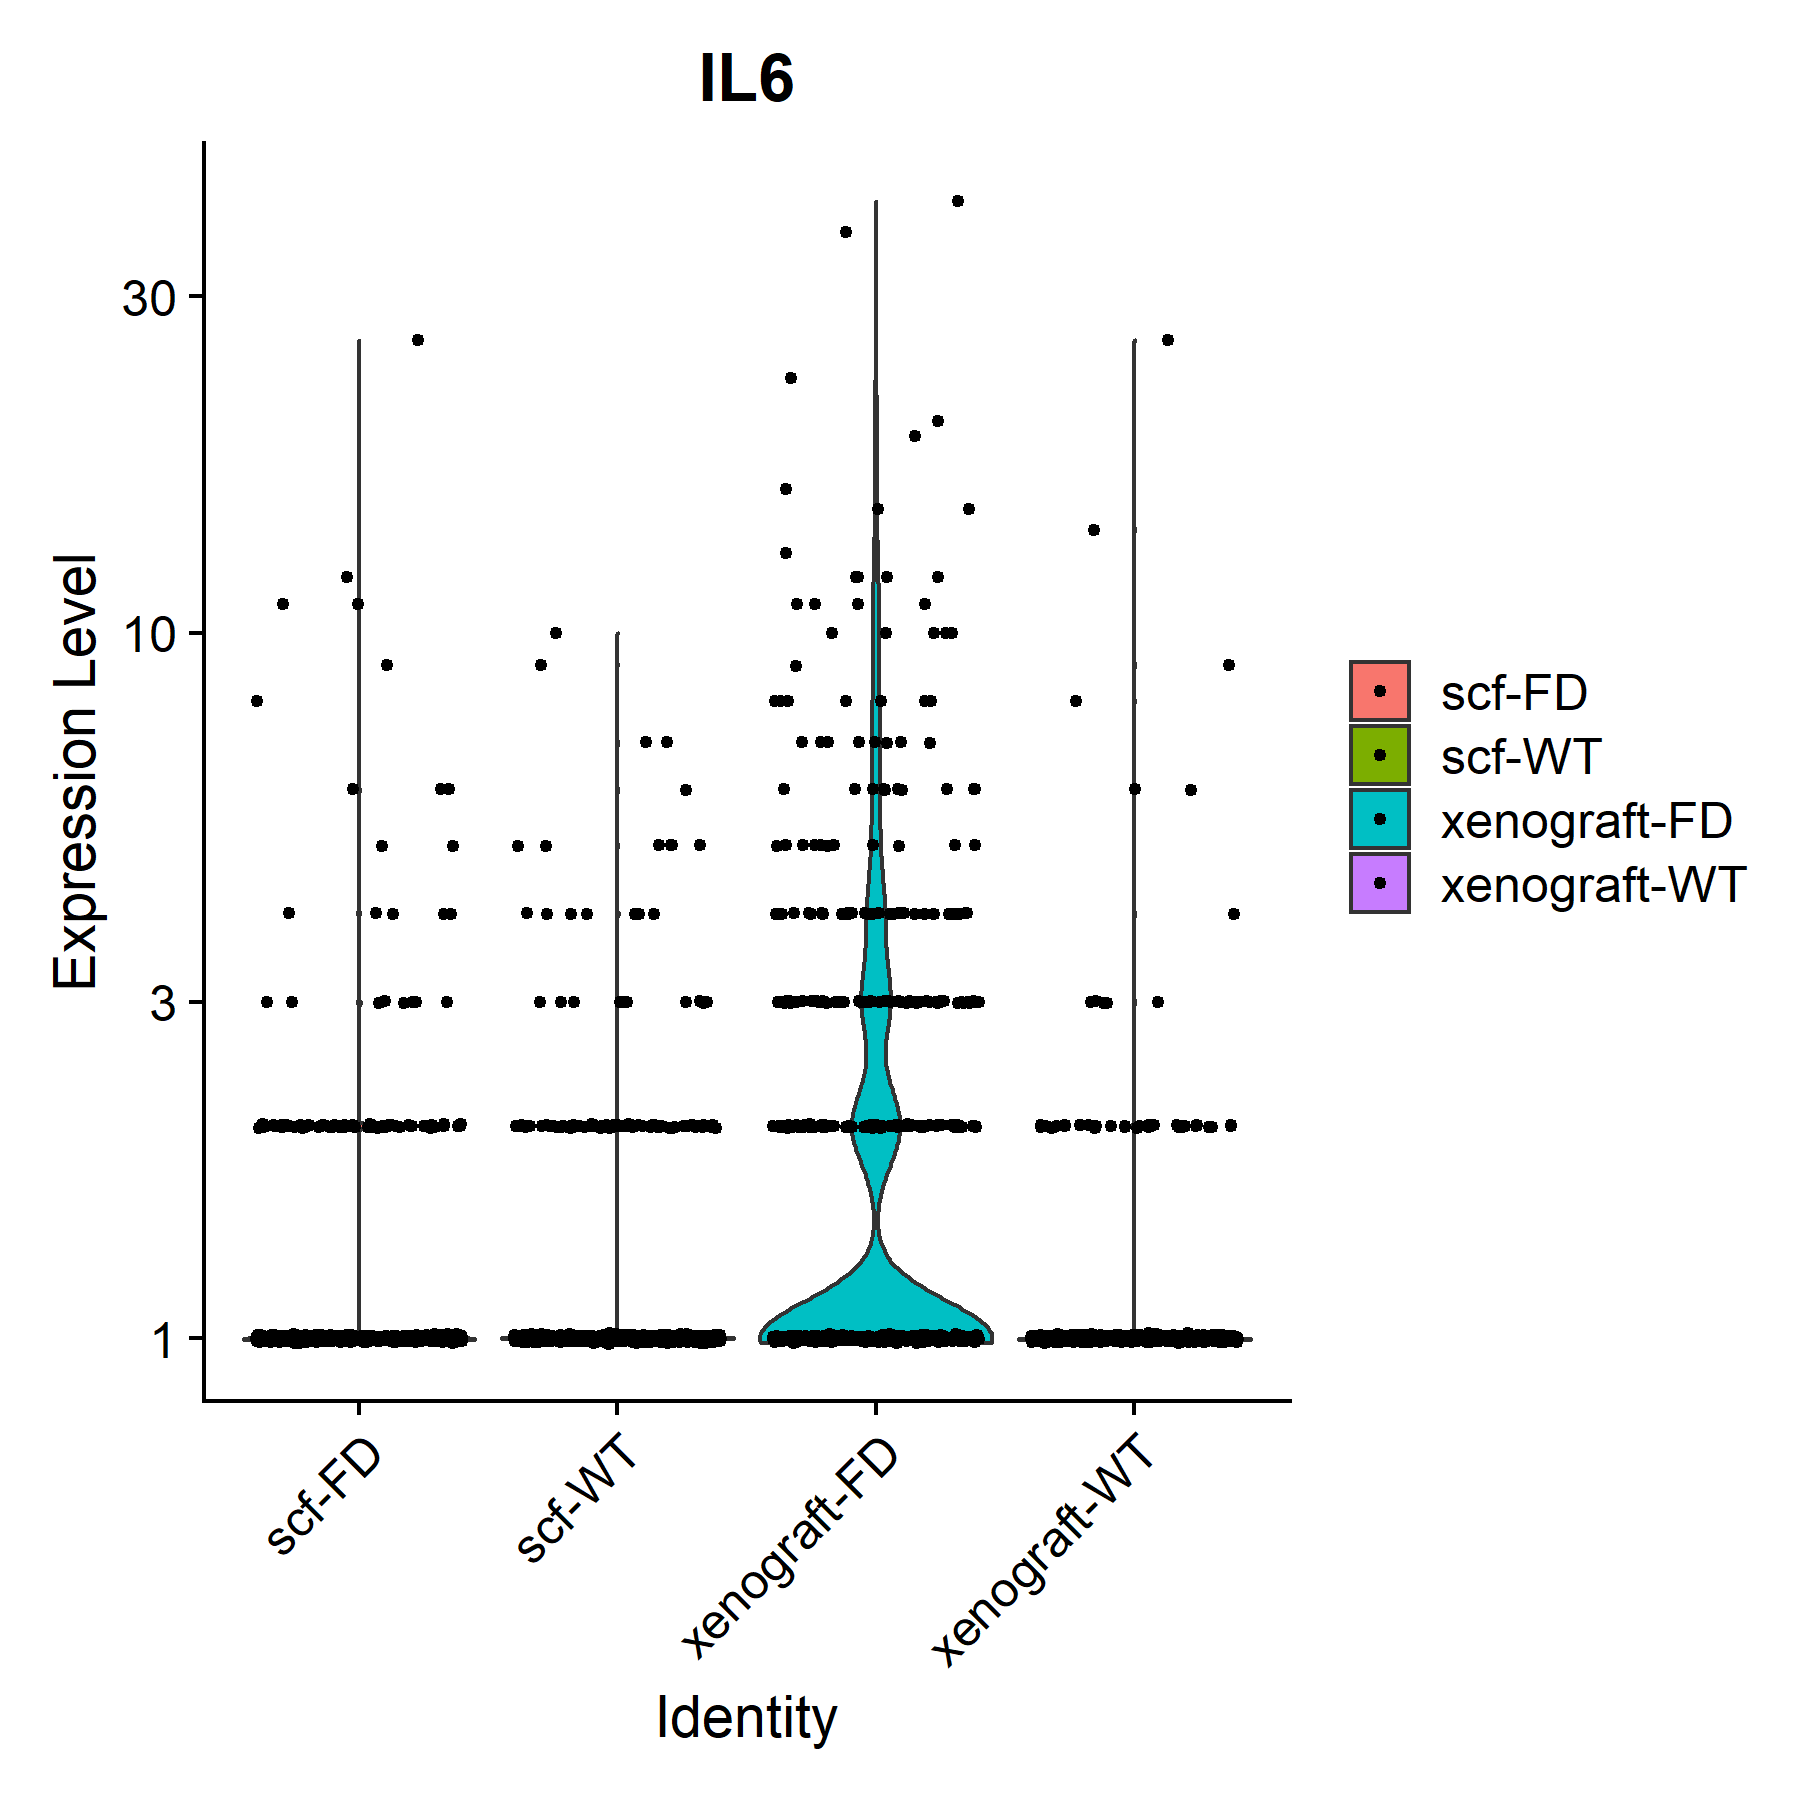 IL6
Expression Level
30
10
3
1
scf-FD
scf-WT
xenograft-FD
xenograft-WT
Identity
scf-FD
scf-WT
xenograft-FD
xenograft-WT